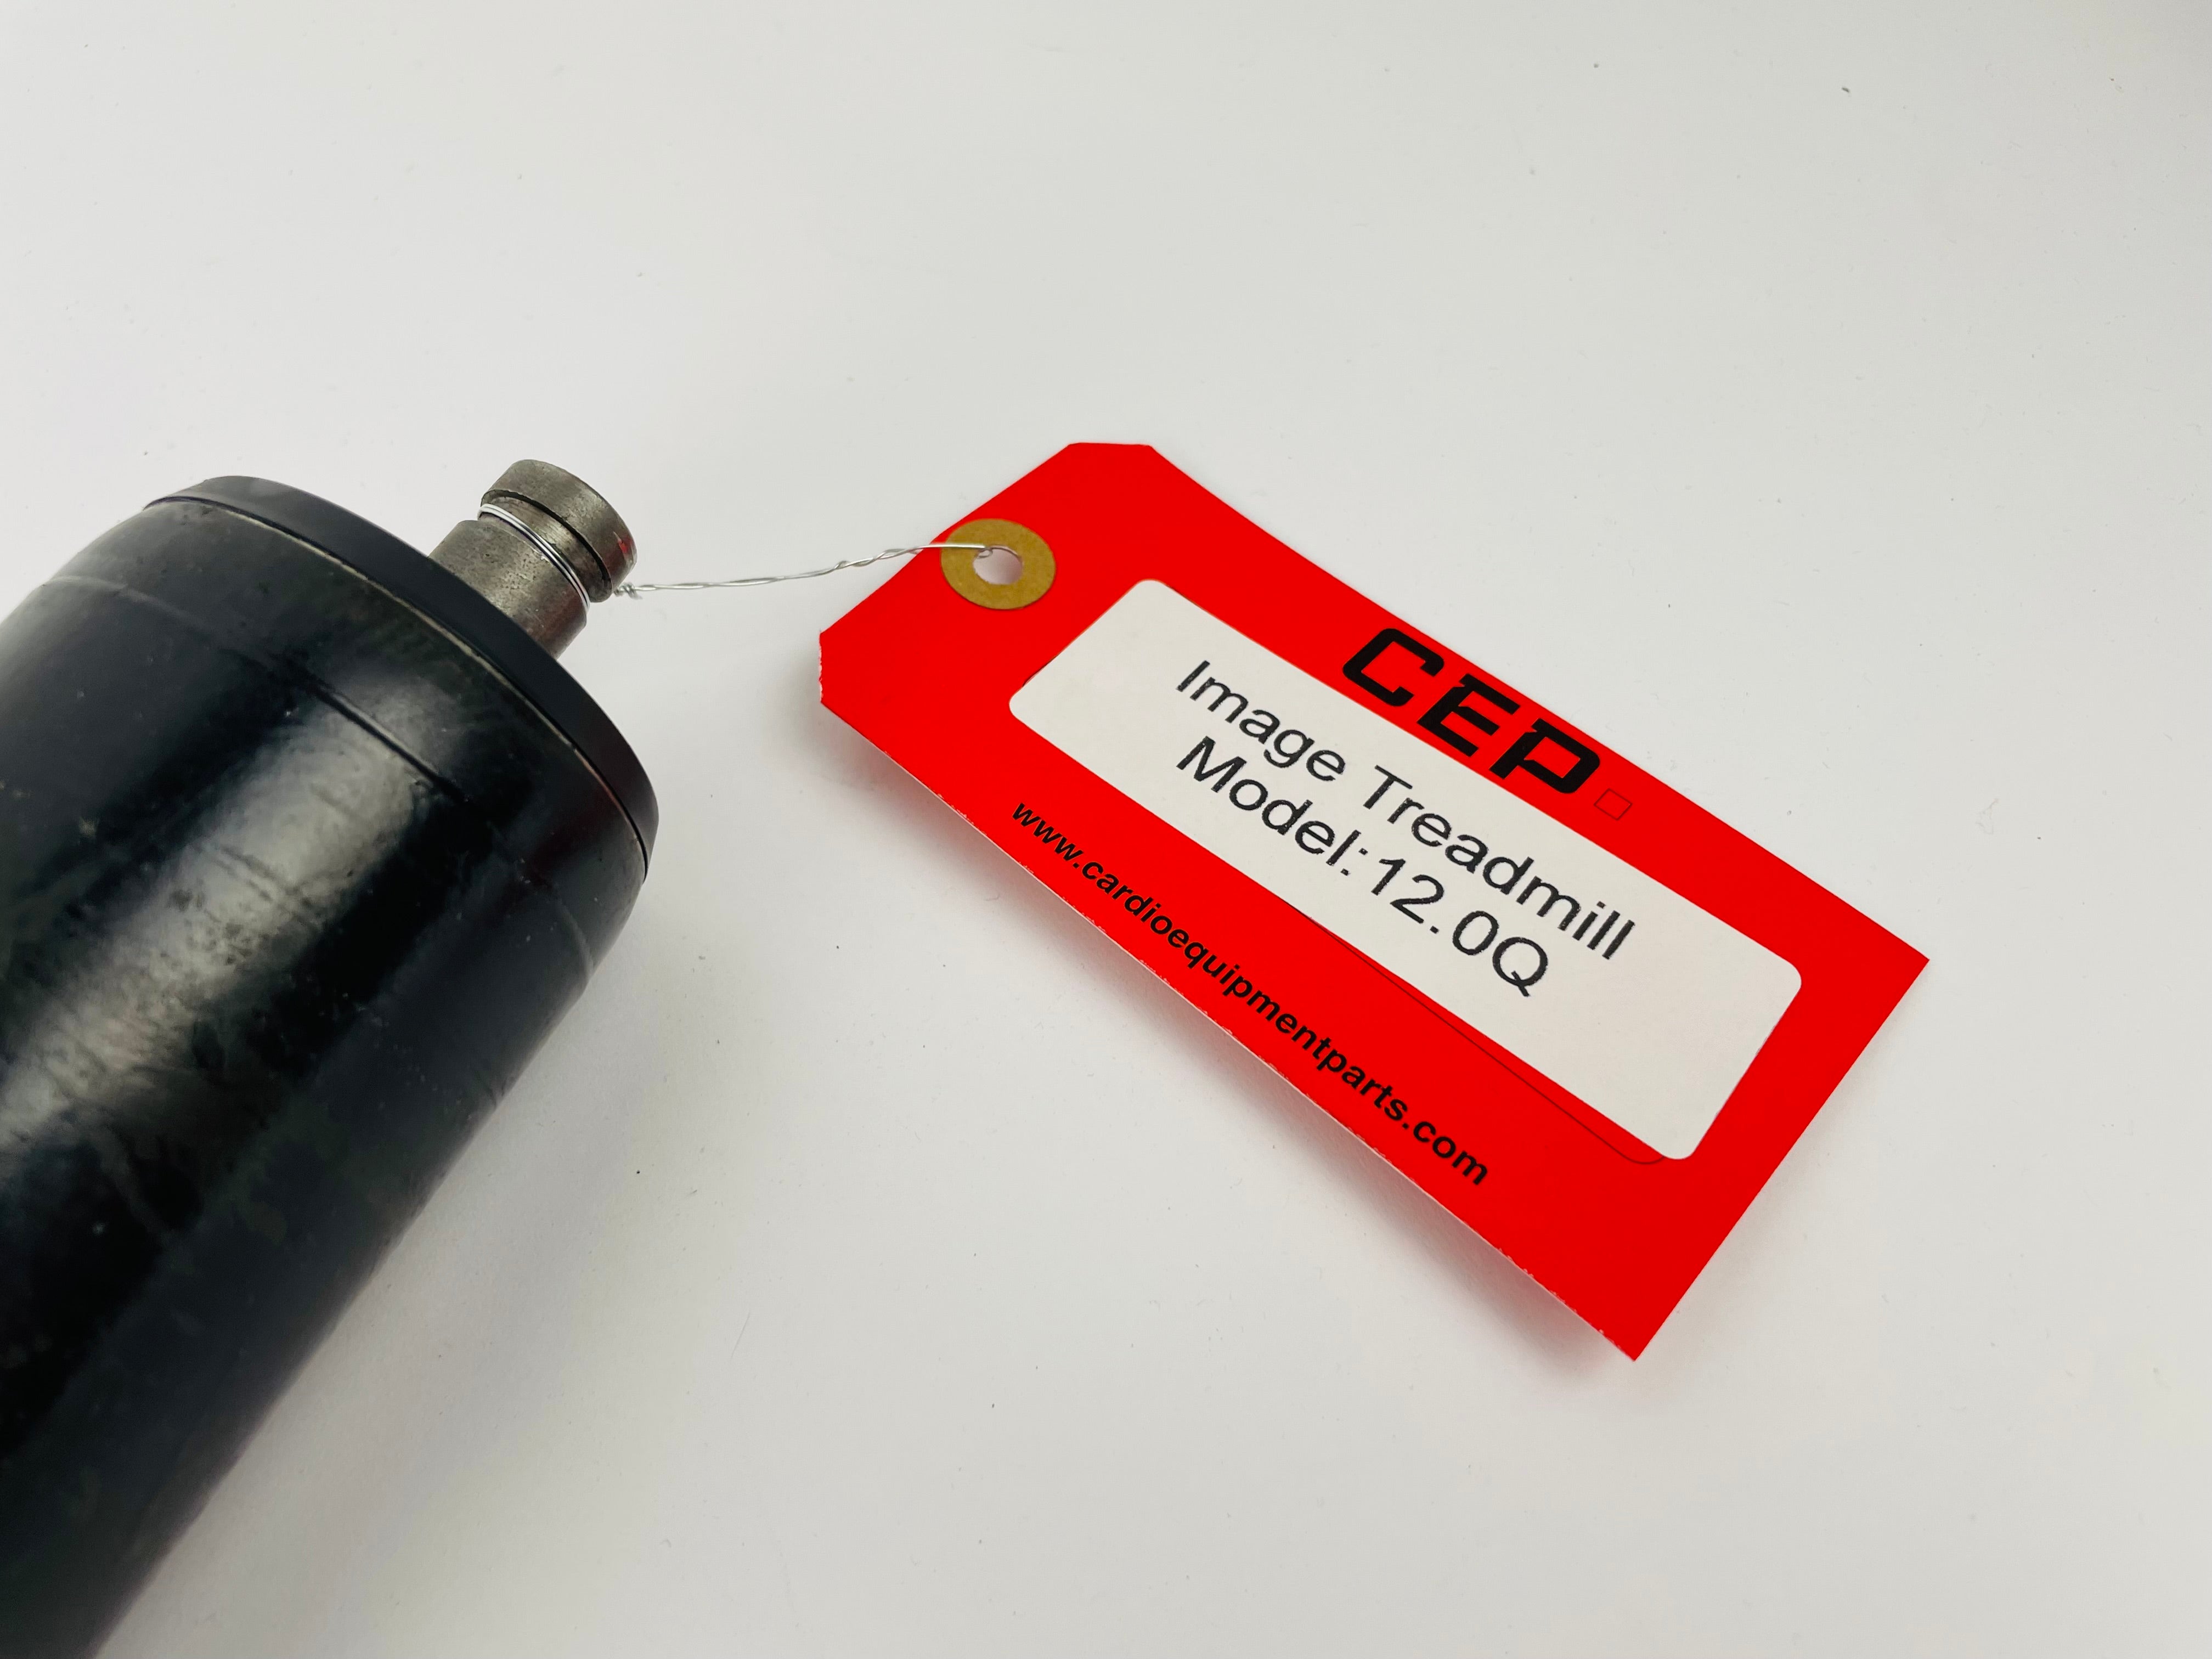 CEP
Image Treadmill
Model:12.0Q
www.cardioequipmentparts.com